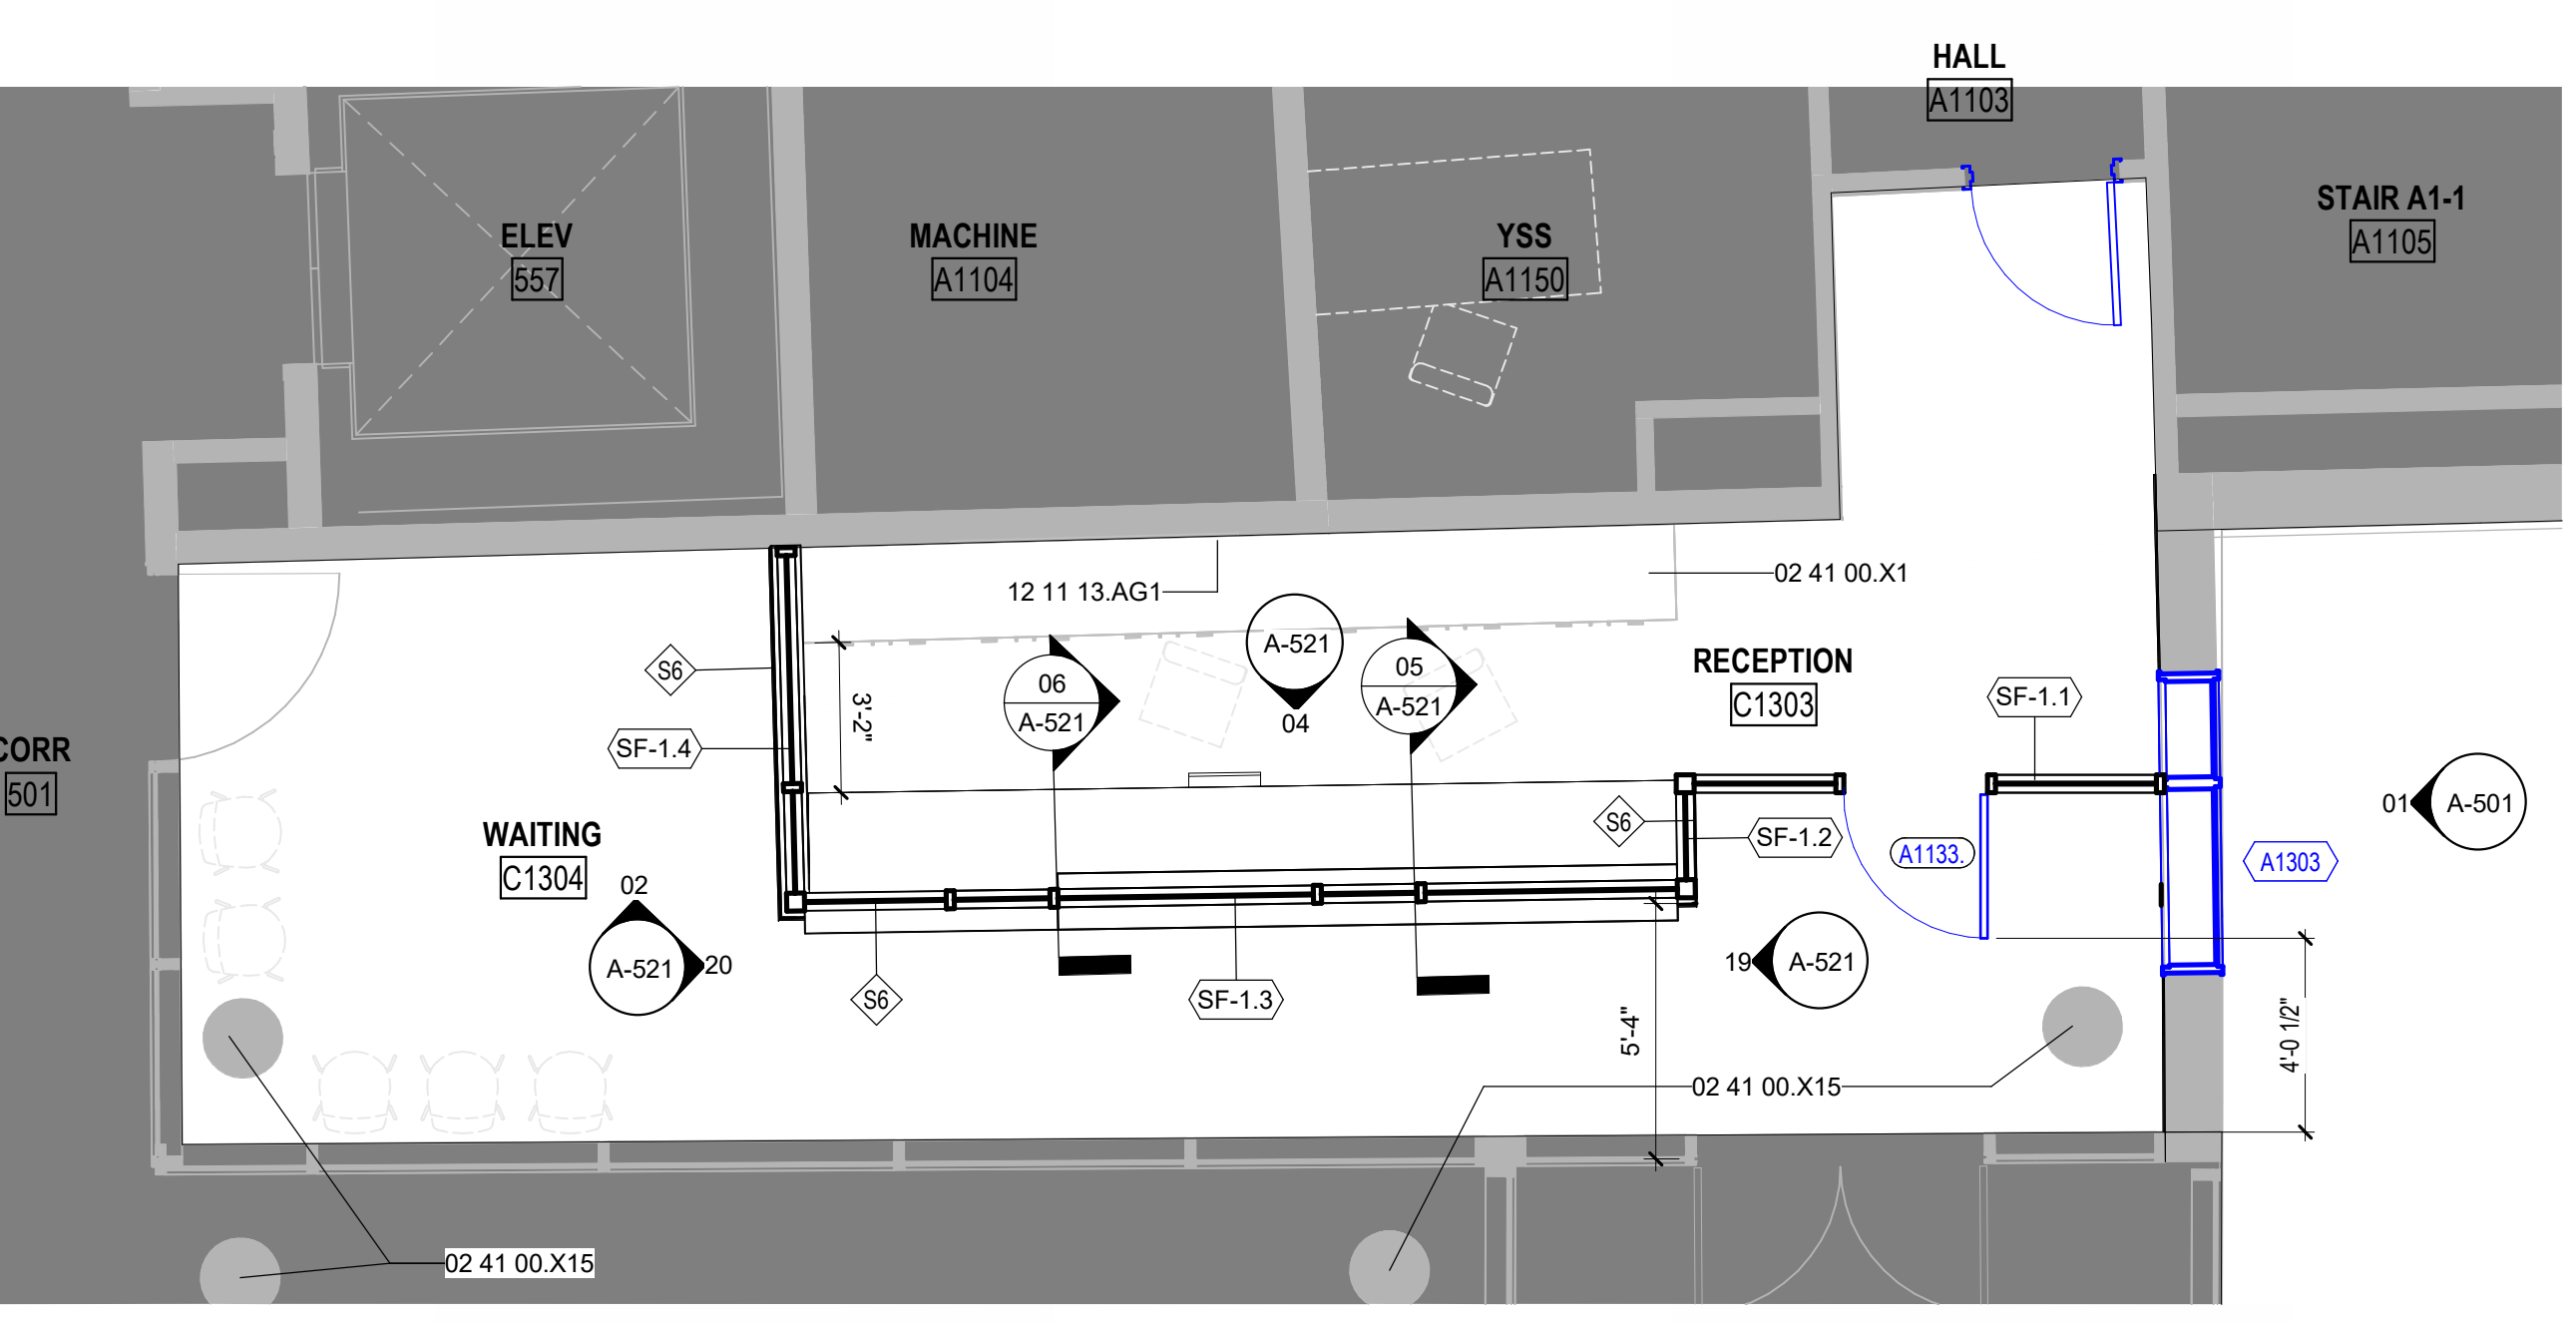 HALL
A1103
STAIR A1-1
A1105
ELEV
557
MACHINE
A1104
YSS
A1150
12 11 13.AG1
02 41 00.X1
A-521
04
S6
06
A-521
05
A-521
3'-2"
RECEPTION
C1303
SF-1.1
SF-1.4
CORR
501
WAITING
C1304
S6
SF-1.2
A1133.
A1303
01
A-501
02
A-521
20
S6
SF-1.3
19
A-521
5'-4"
4'-0 1/2"
02 41 00.X15
02 41 00.X15